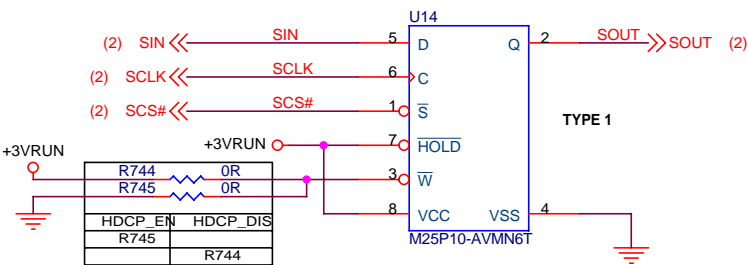 U14
(2) SIN SIN 5 D Q 2 SOUT SOUT (2)
(2) SCLK SCLK 6 C
(2) SCS# SCS# 1 S
TYPE 1
+3VRUN 7 HOLD
+3VRUN
R744 0R 3 W
R745 0R
8 VCC VSS 4
HDCP_EN HDCP_DIS
M25P10-AVMN6T
R745
R744